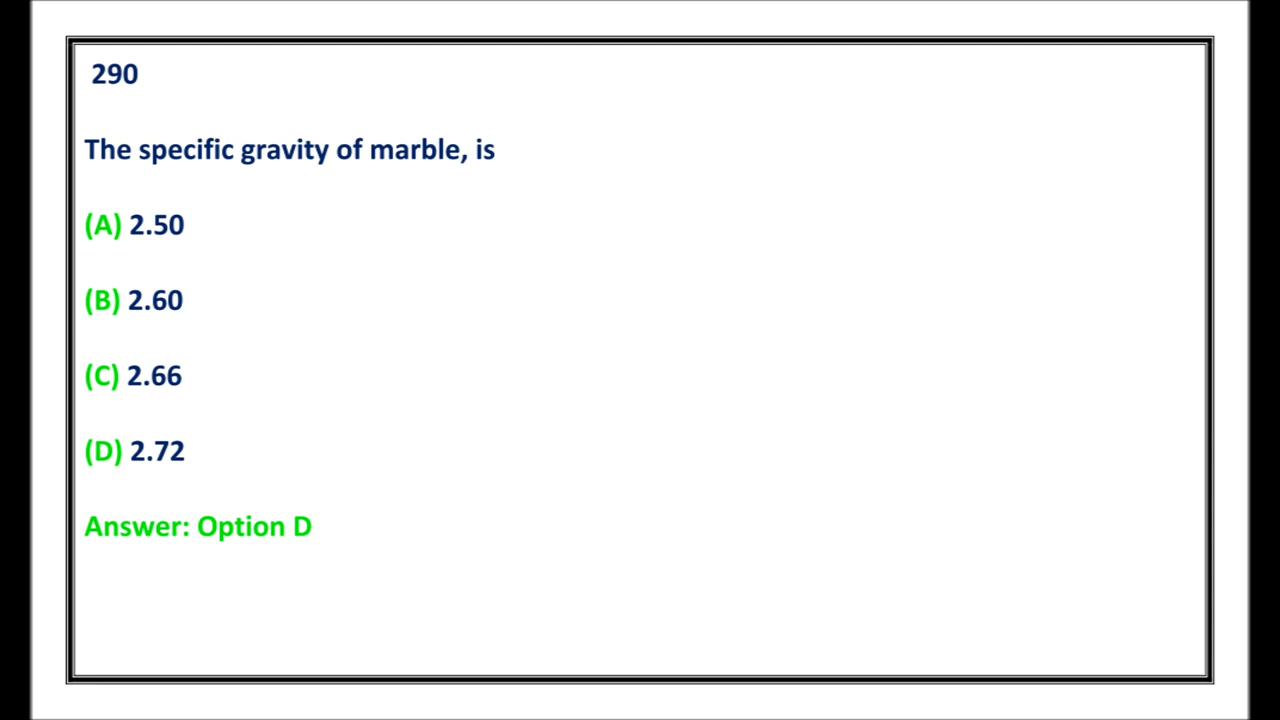 290
The specific gravity of marble, is
(A) 2.50
(B) 2.60
(C) 2.66
(D) 2.72
Answer: Option D